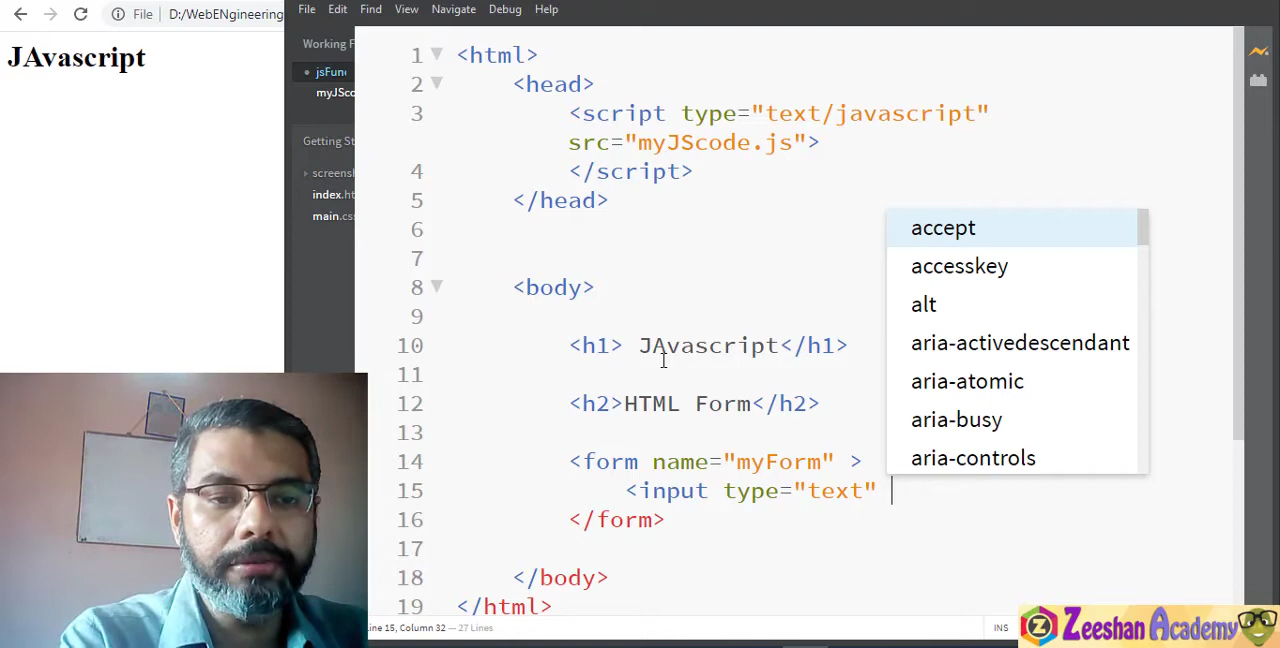 File D:/WebENgineering
JAvascript
File Edit Find View Navigate Debug Help
Working F
jsFunc
myJSco
Getting St
screensh
index.ht
main.css
1 <html>
2 <head>
3 <script type="text/javascript"
src="myJScode.js">
4 </script>
5 </head>
6
7
8 <body>
9
10 <h1> JAvascript</h1>
11
12 <h2>HTML Form</h2>
13
14 <form name="myForm" >
15 <input type="text"
16 </form>
17
18 </body>
19 </html>
accept
accesskey
alt
aria-activedescendant
aria-atomic
aria-busy
aria-controls
ine 15, Column 32 — 27 Lines
INS
Zeeshan Academy